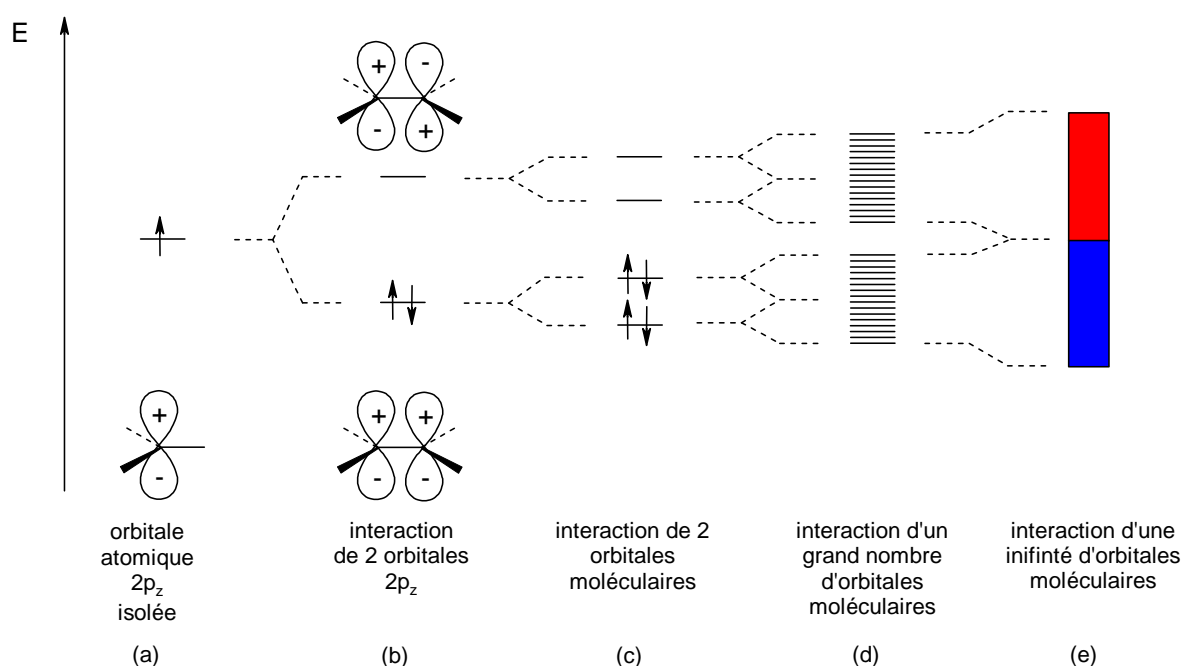 E
+ -
- +
+
-
+ +
- -
orbitale
atomique
2pz
isolée
interaction
de 2 orbitales
2pz
interaction de 2
orbitales
moléculaires
interaction d'un
grand nombre
d'orbitales
moléculaires
interaction d'une
inifinté d'orbitales
moléculaires
(a)
(b)
(c)
(d)
(e)